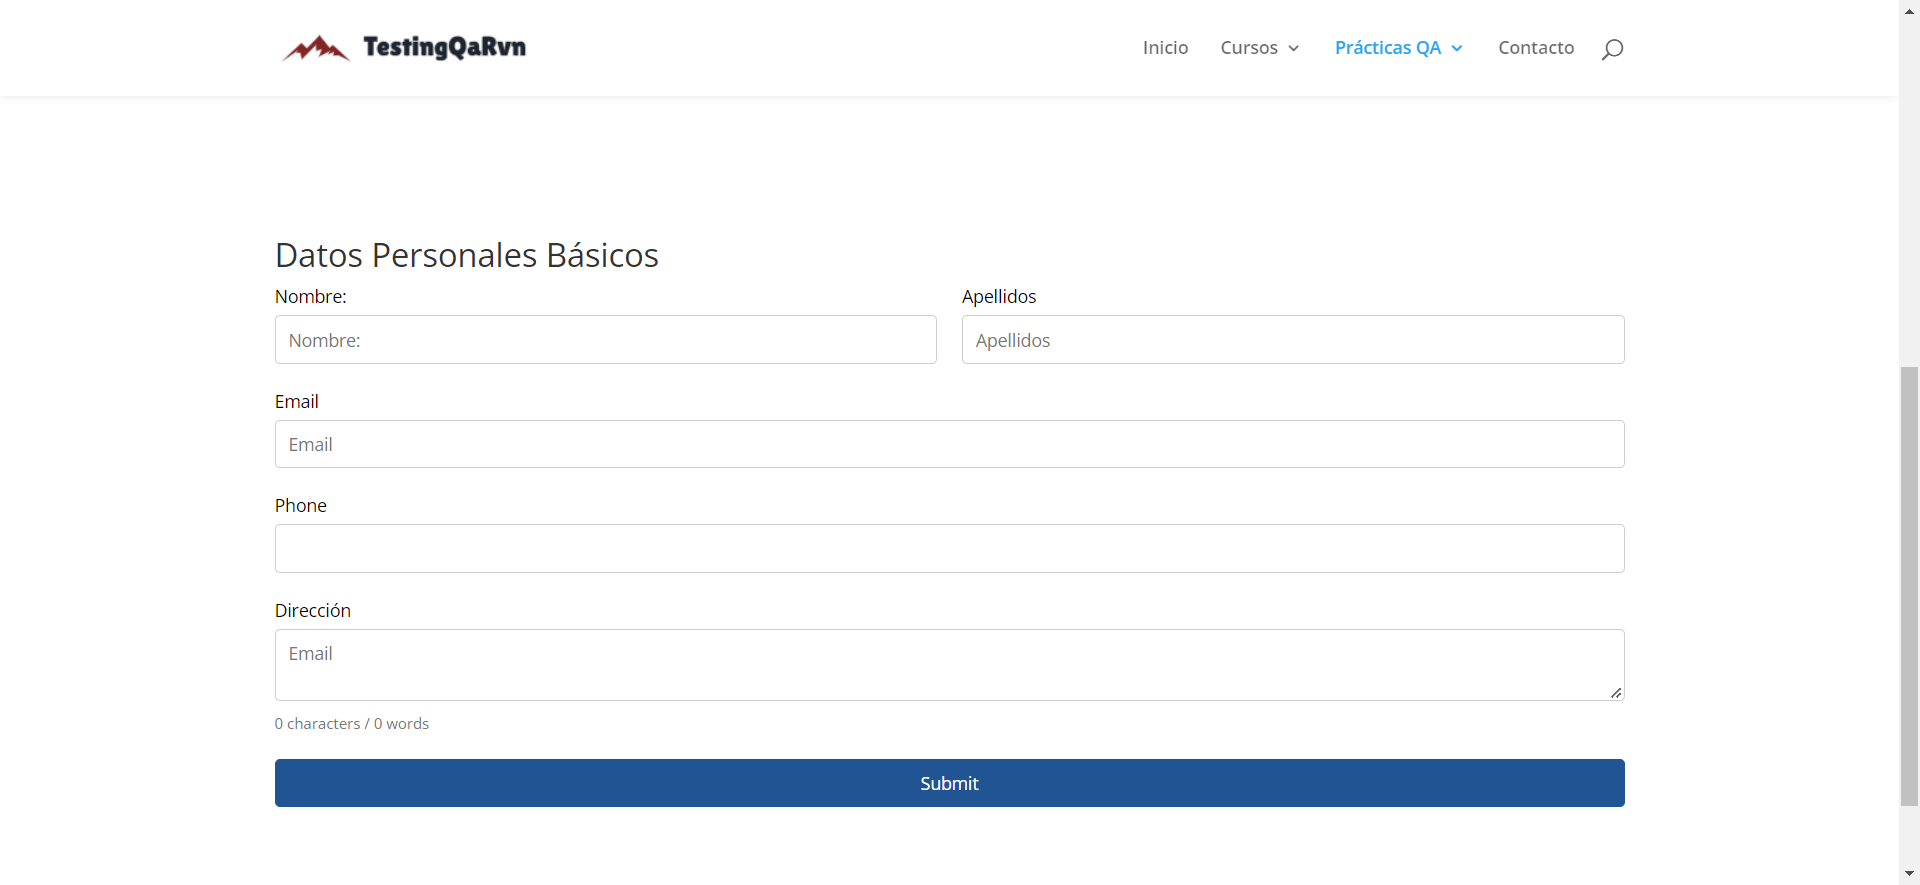 TestingQaRvn
Inicio Cursos Prácticas QA Contacto
Datos Personales Básicos
Nombre: Apellidos
Nombre: Apellidos
Email
Email
Phone
Dirección
Email
0 characters / 0 words
Submit